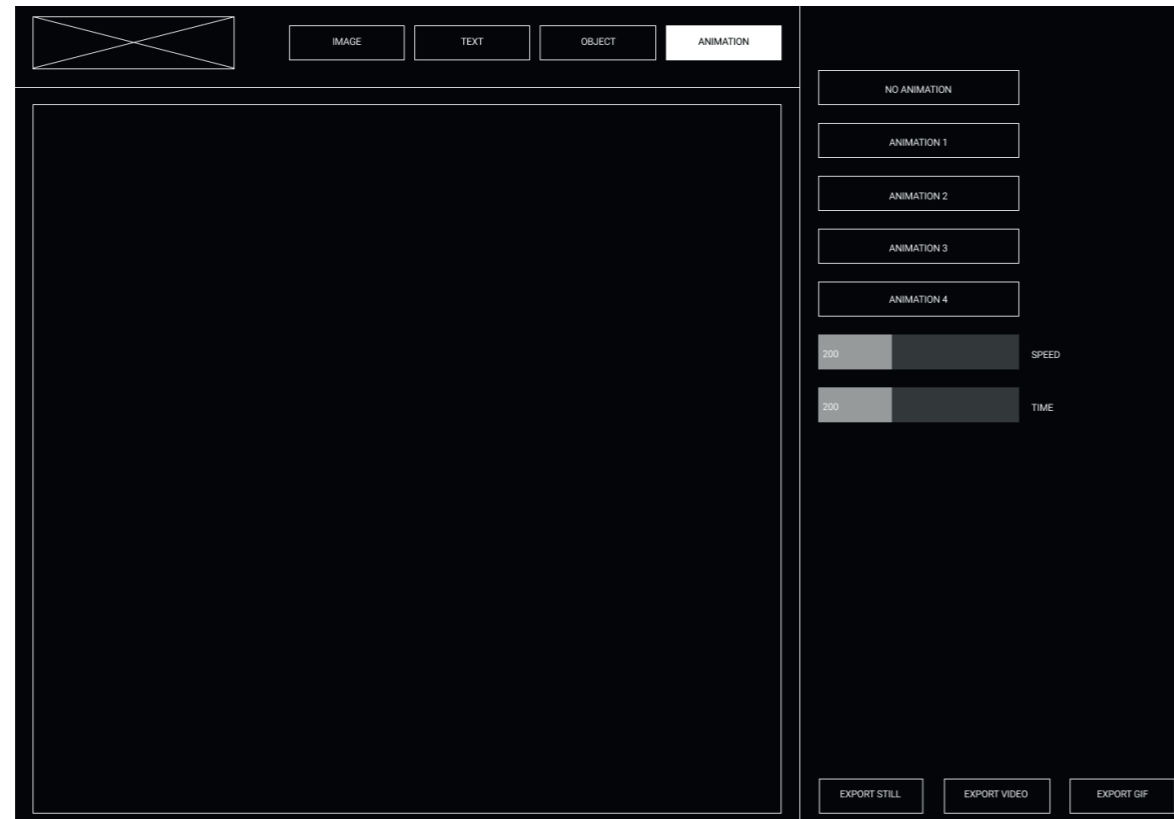 IMAGE
TEXT
OBJECT
ANIMATION
NO ANIMATION
ANIMATION 1
ANIMATION 2
ANIMATION 3
ANIMATION 4
200
SPEED
200
TIME
EXPORT STILL
EXPORT VIDEO
EXPORT GIF